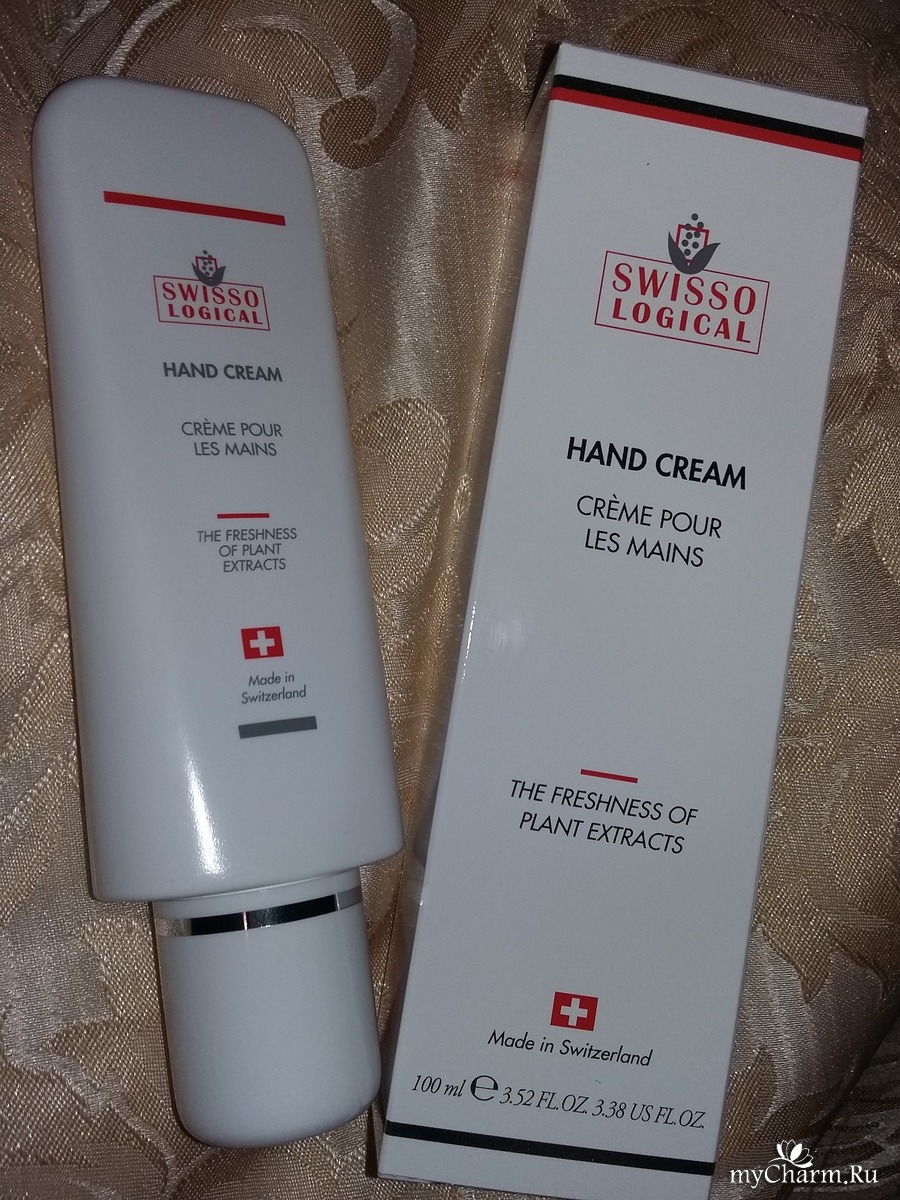 SWISSO
LOGICAL
HAND CREAM
CRÈME POUR
LES MAINS
THE FRESHNESS
OF PLANT
EXTRACTS
Made in
Switzerland
SWISSO
LOGICAL
HAND CREAM
CRÈME POUR
LES MAINS
THE FRESHNESS OF
PLANT EXTRACTS
Made in Switzerland
100 ml ℮ 3.52 FL.OZ. 3.38 US FL.OZ.
myCharm.Ru